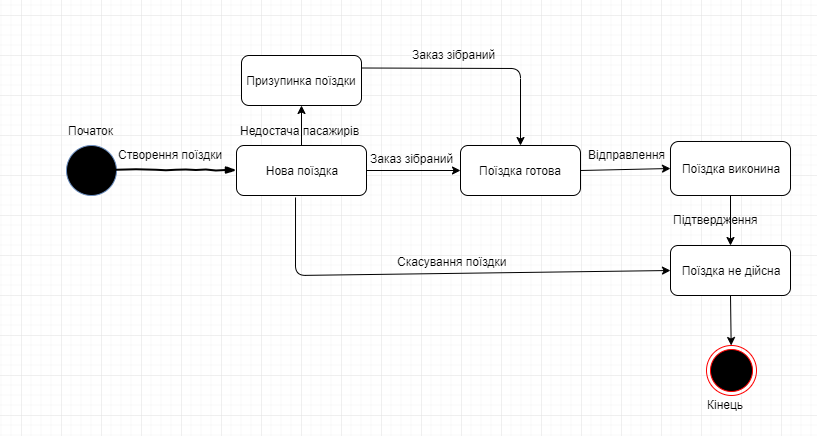 Заказ зібраний
Призупинка поїздки
Початок
Недостача пасажирів
Створення поїздки
Заказ зібраний
Відправлення
Нова поїздка
Поїздка готова
Поїздка виконина
Підтвердження
Скасування поїздки
Поїздка не дійсна
Кінець